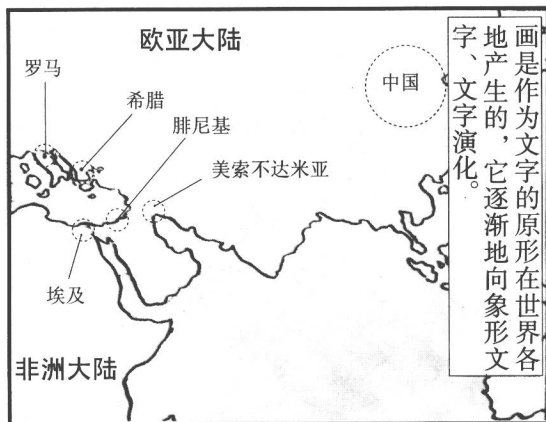 画是作为文字的原形在世界各
地产生的，它逐渐地向象形文
字、文字演化。
欧亚大陆
中国
罗马
希腊
腓尼基
美索不达米亚
埃及
非洲大陆